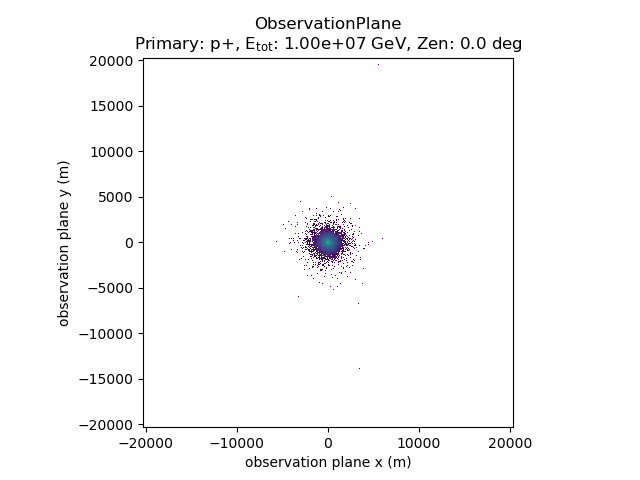 ObservationPlane
Primary: p+, E_tot: 1.00e+07 GeV, Zen: 0.0 deg
20000
15000
10000
5000
0
−5000
−10000
−15000
−20000
observation plane y (m)
−20000 −10000 0 10000 20000
observation plane x (m)